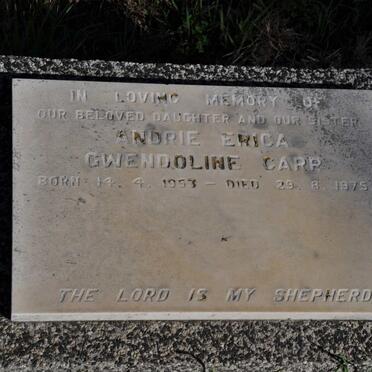 IN LOVING MEMORY OF
OUR BELOVED DAUGHTER AND OUR SISTER
ANDRIE ERICA
GWENDOLINE CARR
BORN 14. 4. 1953 – DIED 29. 8. 1975
THE LORD IS MY SHEPHERD